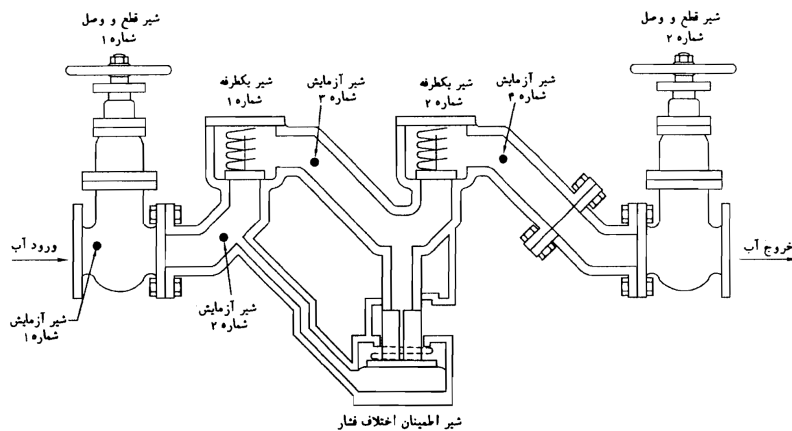 شیر قطع و وصل
شماره ۱
شیر قطع و وصل
شماره ۲
شیر یکطرفه
شماره ۱
شیر آزمایش
شماره ۳
شیر یکطرفه
شماره ۲
شیر آزمایش
شماره ۴
ورود آب
خروج آب
شیر آزمایش
شماره ۱
شیر آزمایش
شماره ۲
شیر اطمینان اختلاف فشار